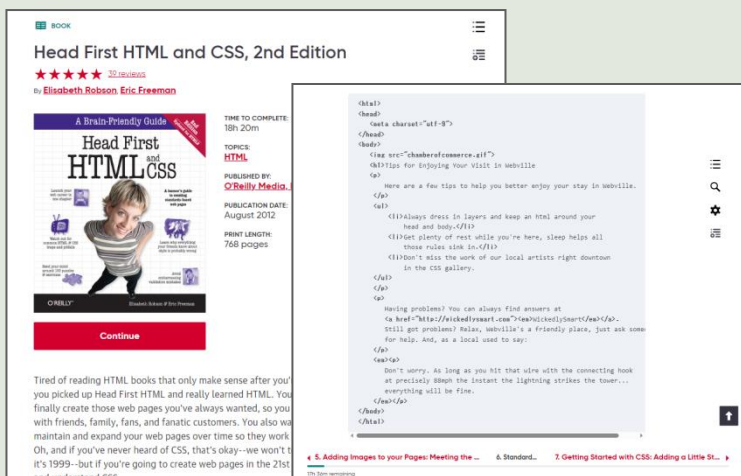 BOOK
Head First HTML and CSS, 2nd Edition
39 reviews
By Elisabeth Robson, Eric Freeman
A Brain-Friendly Guide
Head First
HTML and CSS
O'REILLY
Elisabeth Robson & Eric Freeman
TIME TO COMPLETE:
18h 20m
TOPICS:
HTML
PUBLISHED BY:
O'Reilly Media,
PUBLICATION DATE:
August 2012
PRINT LENGTH:
768 pages
Continue
Tired of reading HTML books that only make sense after you'
you picked up Head First HTML and really learned HTML. You
finally create those web pages you've always wanted, so you
with friends, family, fans, and fanatic customers. You also wa
maintain and expand your web pages over time so they work
Oh, and if you've never heard of CSS, that's okay--we won't t
it's 1999--but if you're going to create web pages in the 21st
<html>
<head>
<meta charset="utf-8">
</head>
<body>
<img src="chamberofcommerce.gif">
<h1>Tips for Enjoying Your Visit in Webville
<p>
Here are a few tips to help you better enjoy your stay in Webville.
</p>
<ul>
<li>Always dress in layers and keep an html around your
head and body.</li>
<li>Get plenty of rest while you're here, sleep helps all
those rules sink in.</li>
<li>Don't miss the work of our local artists right downtown
in the CSS gallery.
</ul>
</p>
<p>
Having problems? You can always find answers at
<a href="http://wickedlysmart.com"><em>WickedlySmart</em></a>.
Still got problems? Relax, Webville's a friendly place, just ask some
for help. And, as a local used to say:
</p>
<em><p>
Don't worry. As long as you hit that wire with the connecting hook
at precisely 88mph the instant the lightning strikes the tower...
everything will be fine.
</em></p>
</body>
</html>
5. Adding Images to your Pages: Meeting the ...
6. Standard...
7. Getting Started with CSS: Adding a Little St...
remaining